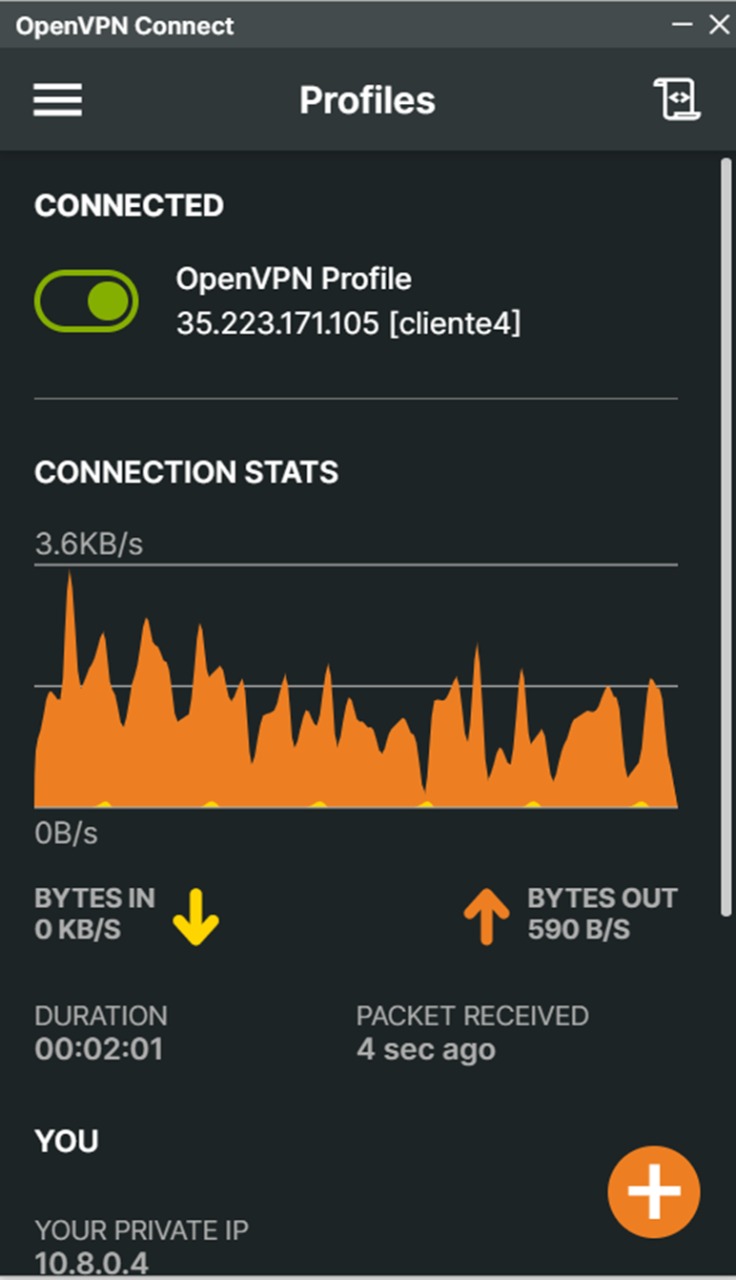 OpenVPN Connect
Profiles
CONNECTED
OpenVPN Profile
35.223.171.105 [cliente4]
CONNECTION STATS
3.6KB/s
0B/s
BYTES IN
0 KB/S
BYTES OUT
590 B/S
DURATION
00:02:01
PACKET RECEIVED
4 sec ago
YOU
YOUR PRIVATE IP
10.8.0.4